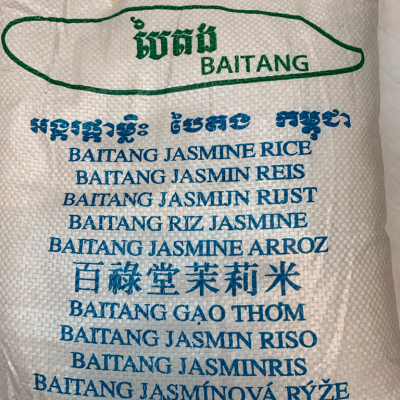 បៃតង
BAITANG
អង្ករផ្កាម្លិះ បៃតង កម្ពុជា
BAITANG JASMINE RICE
BAITANG JASMIN REIS
BAITANG JASMIJN RIJST
BAITANG RIZ JASMINE
BAITANG JASMINE ARROZ
百祿堂茉莉米
BAITANG GẠO THƠM
BAITANG JASMIN RISO
BAITANG JASMINRIS
BAITANG JASMÍNOVÁ RÝŽE